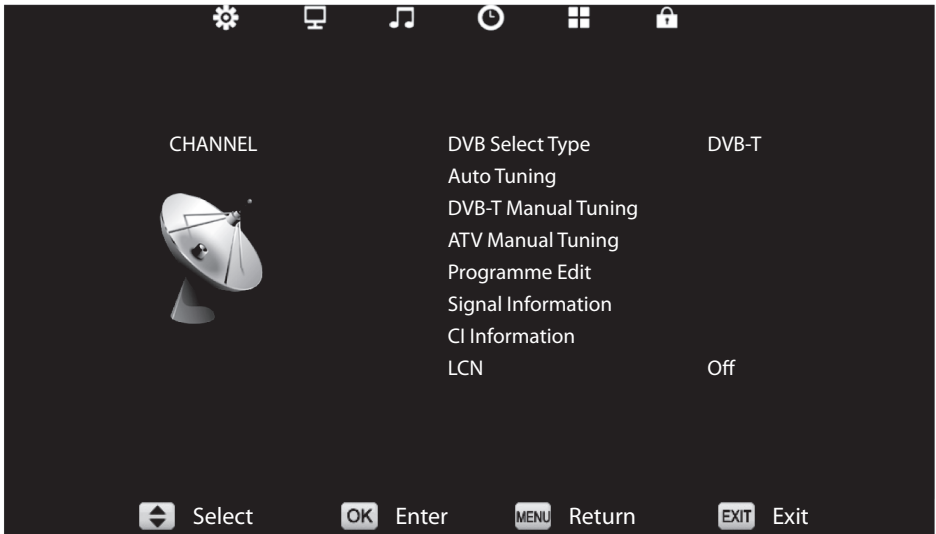 CHANNEL
DVB Select Type DVB-T
Auto Tuning
DVB-T Manual Tuning
ATV Manual Tuning
Programme Edit
Signal Information
CI Information
LCN Off
Select OK Enter MENU Return EXIT Exit